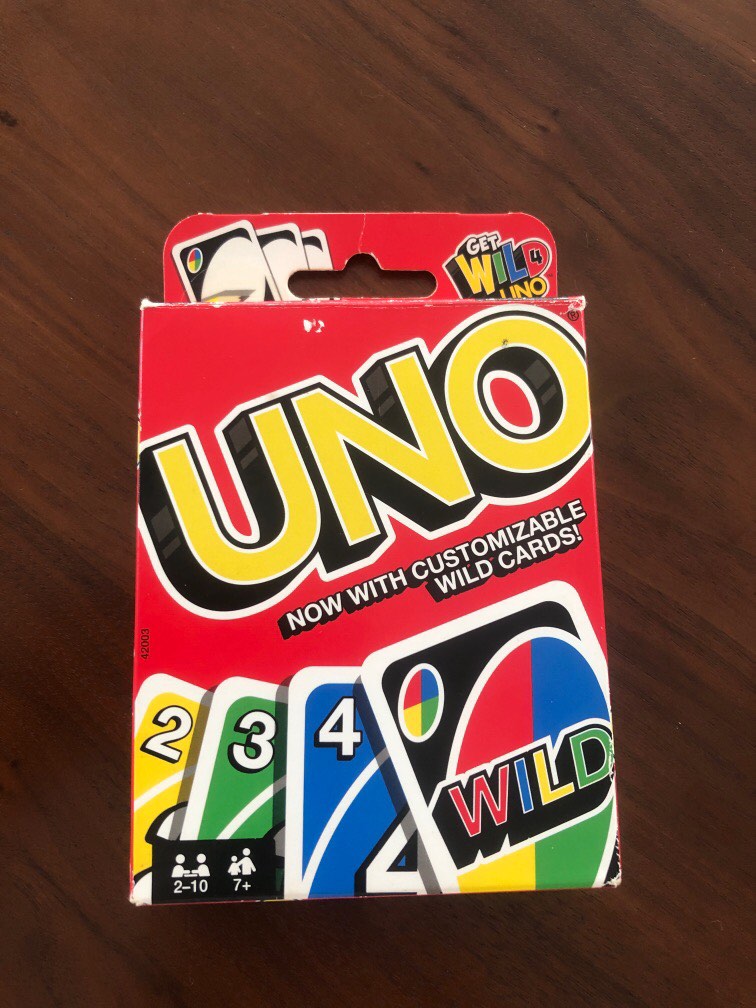 GET
WILD 4
UNO
UNO
®
NOW WITH CUSTOMIZABLE
WILD CARDS!
42003
2
3
4
WILD
2–10
7+